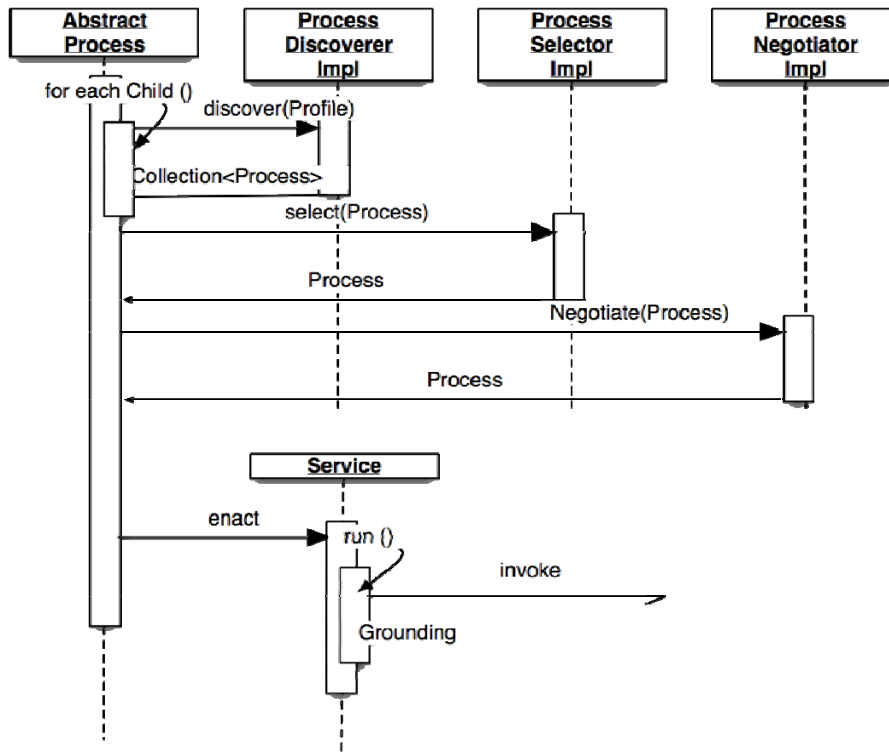 Abstract
Process
Process
Discoverer
Impl
Process
Selector
Impl
Process
Negotiator
Impl
for each Child ()
discover(Profile)
Collection<Process>
select(Process)
Process
Negotiate(Process)
Process
Service
enact
run ()
invoke
Grounding